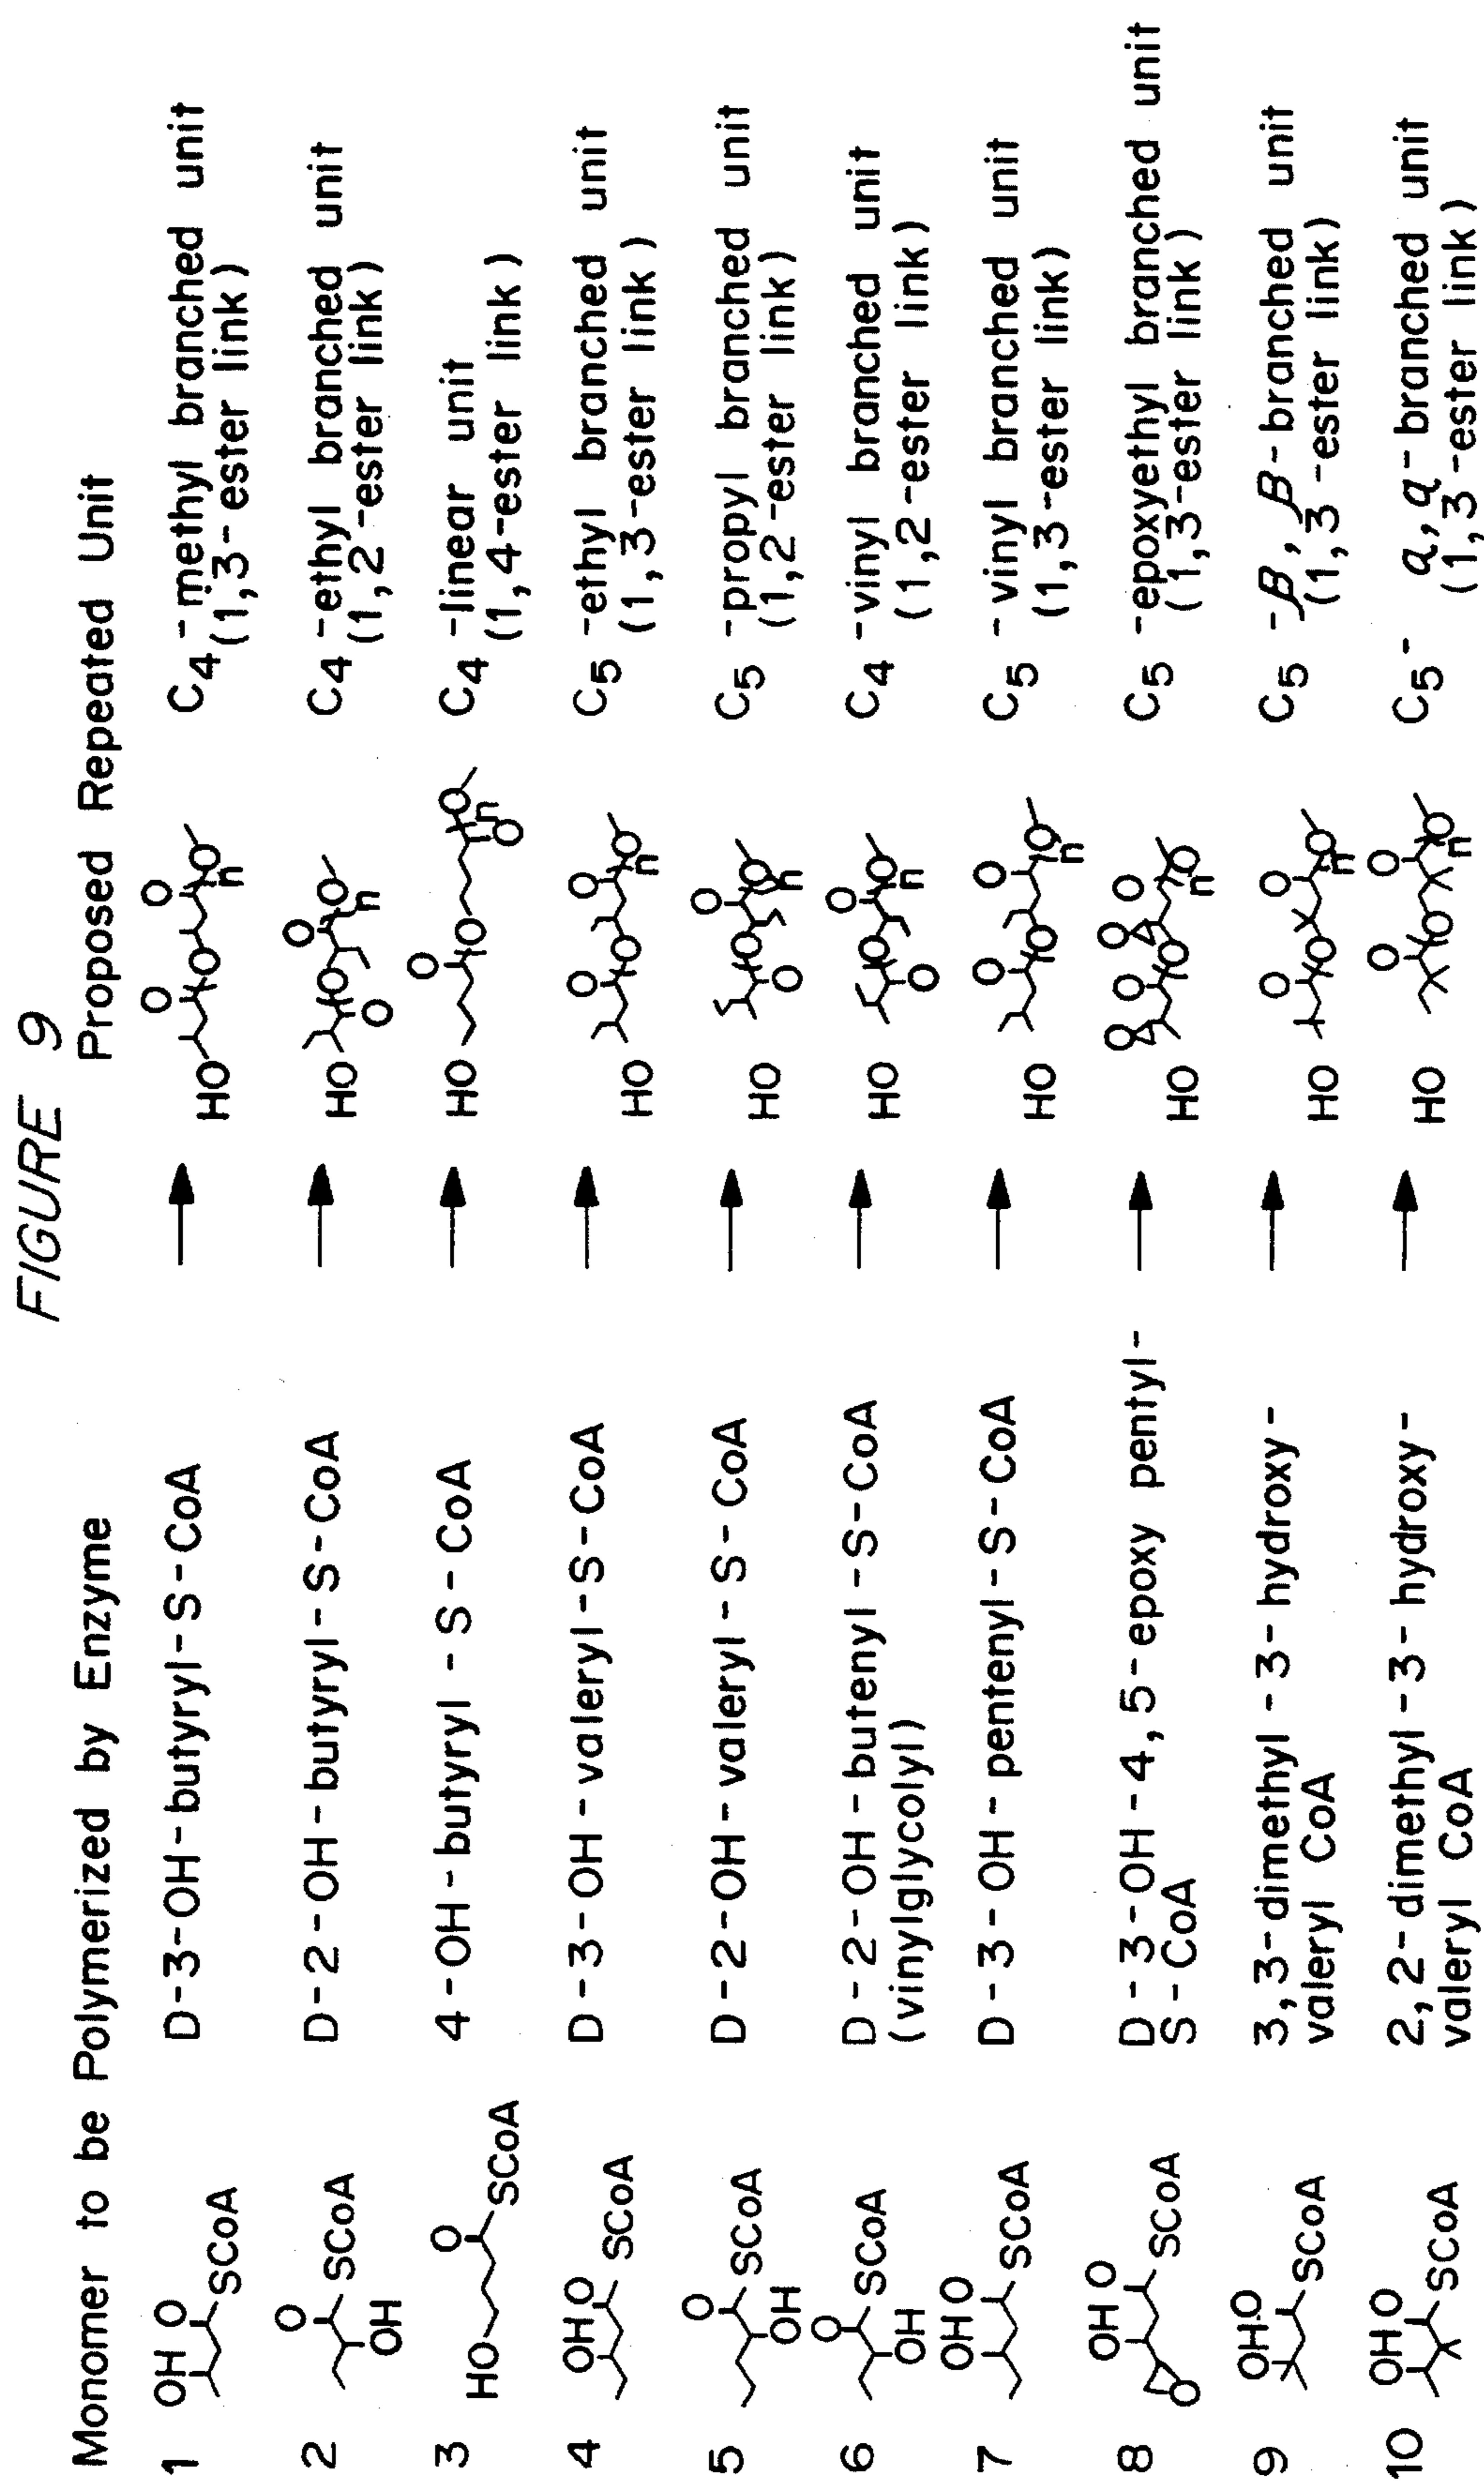 FIGURE 9
Monomer to be Polymerized by Enzyme
Proposed Repeated Unit
1
OH O
SCoA
D-3-OH-butyryl-S-CoA
HO
O
O
O
O
n
C4-methyl branched unit
(1,3-ester link)
2
O
SCoA
OH
D-2-OH-butyryl-S-CoA
HO
O
O
O
O
n
C4-ethyl branched unit
(1,2-ester link)
3
HO
O
SCoA
4-OH-butyryl-S-CoA
HO
O
O
O
O
n
C4-linear unit
(1,4-ester link)
4
OH O
SCoA
D-3-OH-valeryl-S-CoA
HO
O
O
O
O
n
C5-ethyl branched unit
(1,3-ester link)
5
O
SCoA
OH
D-2-OH-valeryl-S-CoA
HO
O
O
O
O
n
C5-propyl branched unit
(1,2-ester link)
6
O
SCoA
OH
D-2-OH-butenyl-S-CoA
(vinylglycolyl)
HO
O
O
O
O
n
C4-vinyl branched unit
(1,2-ester link)
7
OH O
SCoA
D-3-OH-pentenyl-S-CoA
HO
O
O
O
O
n
C5-vinyl branched unit
(1,3-ester link)
8
OH O
SCoA
O
D-3-OH-4,5-epoxy pentyl-
S-CoA
HO
O
O
O
O
O
O
n
C5-epoxyethyl branched unit
(1,3-ester link)
9
OH O
SCoA
3,3-dimethyl-3-hydroxy-
valeryl CoA
HO
O
O
O
O
n
C5-β,β-branched unit
(1,3-ester link)
10
OH O
SCoA
2,2-dimethyl-3-hydroxy-
valeryl CoA
HO
O
O
O
O
n
C5- α,α-branched unit
(1,3-ester link)